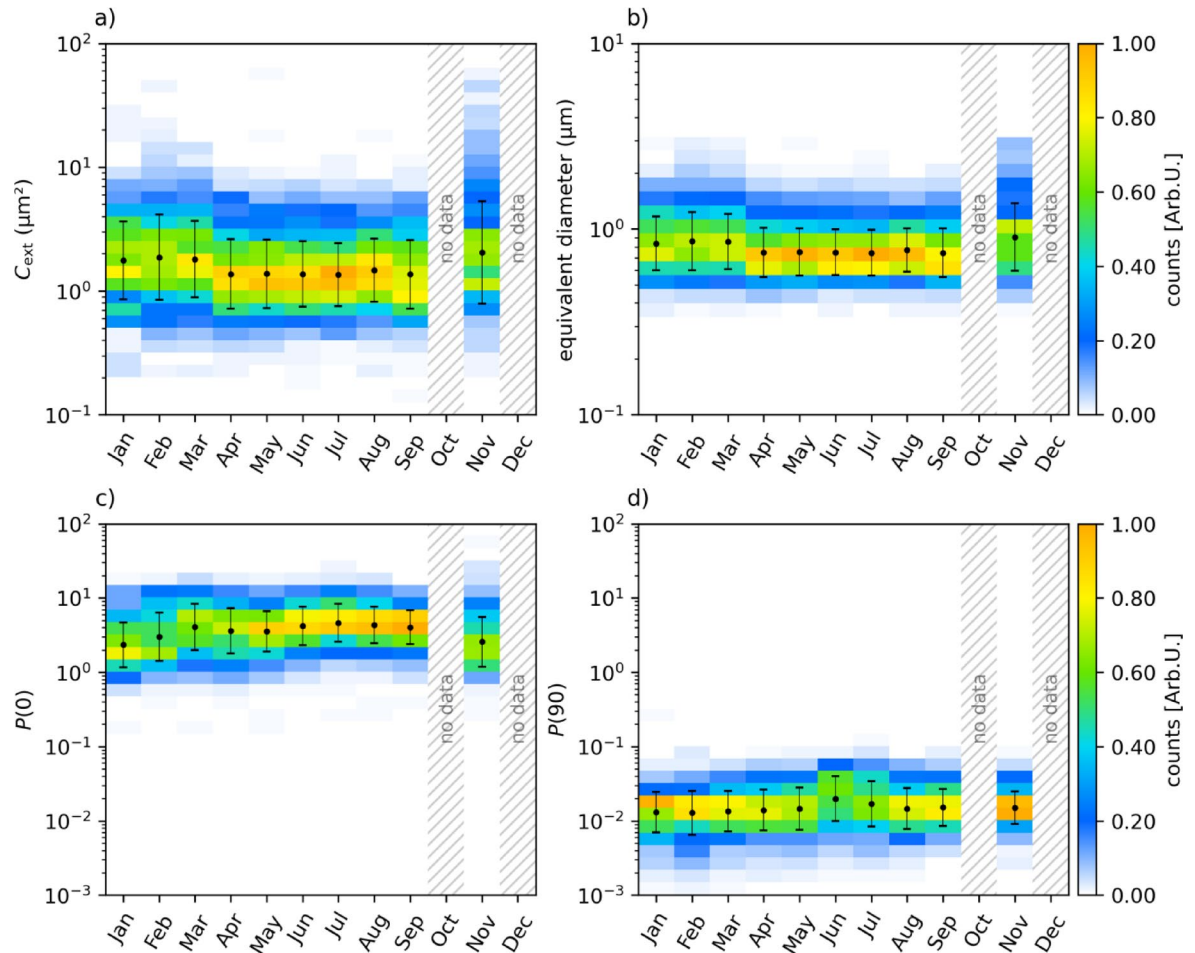 a)
b)
10²
10¹
10⁰
10⁻¹
C_ext (μm²)
no data
no data
Jan
Feb
Mar
Apr
May
Jun
Jul
Aug
Sep
Oct
Nov
Dec
10¹
10⁰
10⁻¹
equivalent diameter (μm)
no data
no data
Jan
Feb
Mar
Apr
May
Jun
Jul
Aug
Sep
Oct
Nov
Dec
1.00
0.80
0.60
0.40
0.20
0.00
counts [Arb.U.]
c)
d)
10²
10¹
10⁰
10⁻¹
10⁻²
10⁻³
P(0)
no data
no data
Jan
Feb
Mar
Apr
May
Jun
Jul
Aug
Sep
Oct
Nov
Dec
10²
10¹
10⁰
10⁻¹
10⁻²
10⁻³
P(90)
no data
no data
Jan
Feb
Mar
Apr
May
Jun
Jul
Aug
Sep
Oct
Nov
Dec
1.00
0.80
0.60
0.40
0.20
0.00
counts [Arb.U.]